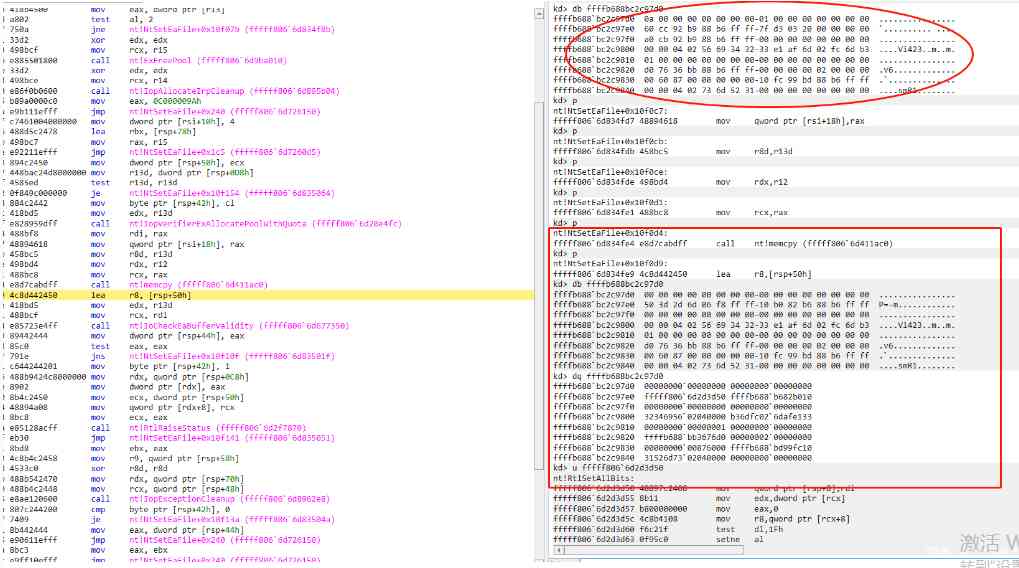 418b4500 mov eax, dword ptr [r13]
a802 test al, 2
750a jne nt!NtSetEaFile+0x10f07b
33d2 xor edx, edx
498bcf mov rcx, r15
call nt!ExFreePool
33d2 xor edx, edx
498bce mov rcx, r14
call nt!IopAllocateIrpCleanup
b89a0000c0 mov eax, 0C000009Ah
jmp nt!NtSetEaFile+0x240 (fffff806`6d726150)
c7461004000000 mov dword ptr [rsi+10h], 4
488d5c2478 lea rbx, [rsp+78h]
498bc7 mov rax, r15
jmp nt!NtSetEaFile+0x1c5 (fffff806`6d7260d5)
894c2450 mov dword ptr [rsp+50h], ecx
mov r13d, dword ptr [rsp+0D8h]
4585ed test r13d, r13d
0f849c000000 je nt!NtSetEaFile+0x10f154 (fffff806`6d835064)
884c2442 mov byte ptr [rsp+42h], cl
418bd5 mov edx, r13d
call nt!IopVerifierExAllocatePoolWithQuota
488bf8 mov rdi, rax
48894618 mov qword ptr [rsi+18h], rax
458bc5 mov r8d, r13d
498bd4 mov rdx, r12
488bc8 mov rcx, rax
e8d7cabdff call nt!memcpy (fffff806`6d411ac0)
4c8d442450 lea r8, [rsp+50h]
418bd5 mov edx, r13d
488bcf mov rcx, rdi
call nt!IoCheckEaBufferValidity (fffff806`6d677350)
89442444 mov dword ptr [rsp+44h], eax
85c0 test eax, eax
791e jns nt!NtSetEaFile+0x10f10f (fffff806`6d83501f)
c644244201 mov byte ptr [rsp+42h], 1
488b9424c8000000 mov rdx, qword ptr [rsp+0C8h]
8902 mov dword ptr [rdx], eax
8b4c2450 mov ecx, dword ptr [rsp+50h]
48894a08 mov qword ptr [rdx+8], rcx
8bc8 mov ecx, eax
call nt!RtlRaiseStatus (fffff806`6d2f7870)
eb30 jmp nt!NtSetEaFile+0x10f141 (fffff806`6d835051)
8bd8 mov ebx, eax
4c8b4c2458 mov r9, qword ptr [rsp+58h]
4533c0 xor r8d, r8d
488b542470 mov rdx, qword ptr [rsp+70h]
488b4c2448 mov rcx, qword ptr [rsp+48h]
call nt!IopExceptionCleanup
807c244200 cmp byte ptr [rsp+42h], 0
7409 je nt!NtSetEaFile+0x10f13a
8b442444 mov eax, dword ptr [rsp+44h]
jmp nt!NtSetEaFile+0x240 (fffff806`6d726150)
8bc3 mov eax, ebx
jmp nt!NtSetEaFile+0x240 (fffff806`6d726150)
kd> db ffffb688bc2c97d0
ffffb688`bc2c97d0 0a 00 00 00 00 00 00 00-01 00 00 00 00 00 00 00 ................
ffffb688`bc2c97e0 60 cc 92 b9 88 b6 ff ff-7f d3 03 20 00 00 00 00
ffffb688`bc2c97f0 a0 cb 92 b9 88 b6 ff ff-00 00 00 00 00 00 00 00 ................
ffffb688`bc2c9800 00 00 04 02 56 69 34 32-33 e1 af 6d 02 fc 6d b3 ....Vi423..m..m.
ffffb688`bc2c9810 01 00 00 00 00 00 00 00-00 00 00 00 00 00 00 00 ................
ffffb688`bc2c9820 d0 76 36 bb 88 b6 ff ff-00 00 00 00 02 00 00 00 .v6.............
ffffb688`bc2c9830 00 60 87 00 00 00 00 00-10 fc 99 bd 88 b6 ff ff .`..............
ffffb688`bc2c9840 00 00 04 02 73 6d 52 31-00 00 00 00 00 00 00 00 ....smR1........
kd> p
nt!NtSetEaFile+0x10f0c7:
fffff806`6d834fd7 48894618 mov qword ptr [rsi+18h],rax
kd> p
nt!NtSetEaFile+0x10f0cb:
fffff806`6d834fdb 458bc5 mov r8d,r13d
kd> p
nt!NtSetEaFile+0x10f0ce:
fffff806`6d834fde 498bd4 mov rdx,r12
kd> p
nt!NtSetEaFile+0x10f0d1:
fffff806`6d834fe1 488bc8 mov rcx,rax
kd> p
nt!NtSetEaFile+0x10f0d4:
fffff806`6d834fe4 e8d7cabdff call nt!memcpy (fffff806`6d411ac0)
kd> p
nt!NtSetEaFile+0x10f0d9:
fffff806`6d834fe9 4c8d442450 lea r8,[rsp+50h]
kd> db ffffb688bc2c97d0
ffffb688`bc2c97d0 00 00 00 00 00 00 00 00-00 00 00 00 00 00 00 00 ................
ffffb688`bc2c97e0 50 3d 2d 6d 06 f8 ff ff-10 b0 82 b6 88 b6 ff ff P=-m............
ffffb688`bc2c97f0 00 00 00 00 00 00 00 00-00 00 00 00 00 00 00 00 ................
ffffb688`bc2c9800 00 00 04 02 56 69 34 32-33 e1 af 6d 02 fc 6d b3 ....Vi423..m..m.
ffffb688`bc2c9810 01 00 00 00 00 00 00 00-00 00 00 00 00 00 00 00 ................
ffffb688`bc2c9820 d0 76 36 bb 88 b6 ff ff-00 00 00 00 02 00 00 00 .v6.............
ffffb688`bc2c9830 00 60 87 00 00 00 00 00-10 fc 99 bd 88 b6 ff ff .`..............
ffffb688`bc2c9840 00 00 04 02 73 6d 52 31-00 00 00 00 00 00 00 00 ....smR1........
kd> dq ffffb688bc2c97d0
ffffb688`bc2c97d0 00000000`00000000 00000000`00000000
ffffb688`bc2c97e0 fffff806`6d2d3d50 ffffb688`b682b010
ffffb688`bc2c97f0 00000000`00000000 00000000`00000000
ffffb688`bc2c9800 32346956`02040000 b36dfc02`6dafe133
ffffb688`bc2c9810 00000000`00000001 00000000`00000000
ffffb688`bc2c9820 ffffb688`bb3676d0 00000002`00000000
ffffb688`bc2c9830 00000000`00876000 ffffb688`bd99fc10
ffffb688`bc2c9840 31526d73`02040000 00000000`00000000
kd> u fffff806`6d2d3d50
nt!RtlSetAllBits:
fffff806`6d2d3d50 48897c2408 mov qword ptr [rsp+8],rdi
fffff806`6d2d3d55 8b11 mov edx,dword ptr [rcx]
fffff806`6d2d3d57 b800000000 mov eax,0
fffff806`6d2d3d5c 4c8b4108 mov r8,qword ptr [rcx+8]
fffff806`6d2d3d60 f6c21f test dl,1Fh
fffff806`6d2d3d63 0f95c0 setne al
激活 W